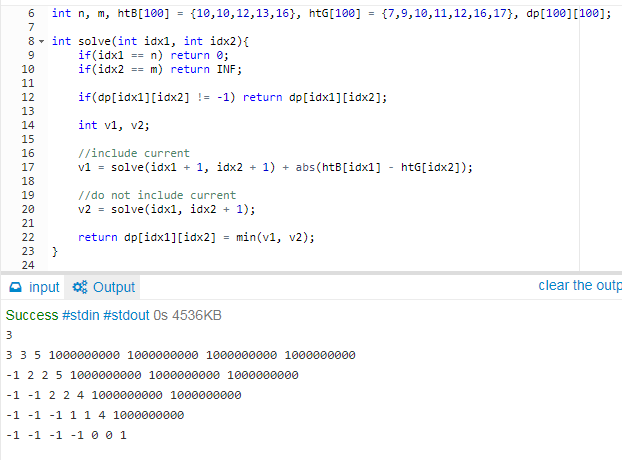 6 int n, m, htB[100] = {10,10,12,13,16}, htG[100] = {7,9,10,11,12,16,17}, dp[100][100];
7
8 int solve(int idx1, int idx2){
9 if(idx1 == n) return 0;
10 if(idx2 == m) return INF;
11
12 if(dp[idx1][idx2] != -1) return dp[idx1][idx2];
13
14 int v1, v2;
15
16 //include current
17 v1 = solve(idx1 + 1, idx2 + 1) + abs(htB[idx1] - htG[idx2]);
18
19 //do not include current
20 v2 = solve(idx1, idx2 + 1);
21
22 return dp[idx1][idx2] = min(v1, v2);
23 }
24
input Output clear the outp
Success #stdin #stdout 0s 4536KB
3
3 3 5 1000000000 1000000000 1000000000 1000000000
-1 2 2 5 1000000000 1000000000 1000000000
-1 -1 2 2 4 1000000000 1000000000
-1 -1 -1 1 1 4 1000000000
-1 -1 -1 -1 0 0 1